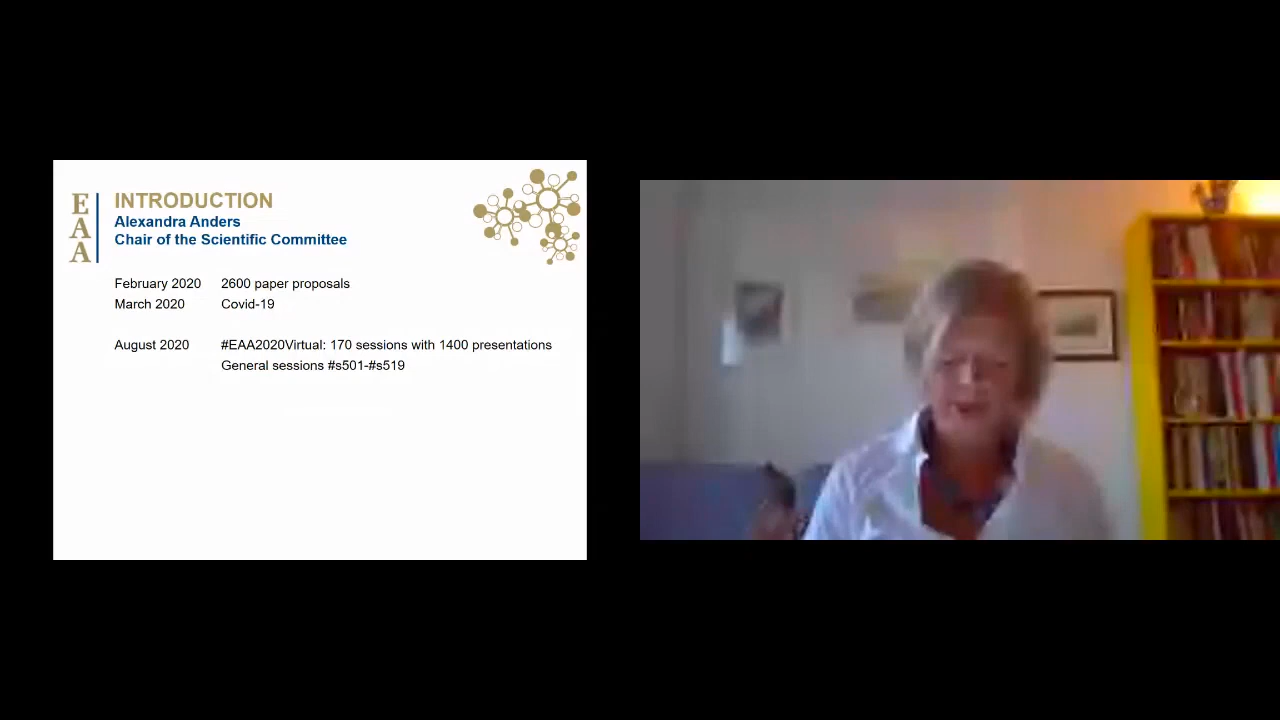 EAA
INTRODUCTION
Alexandra Anders
Chair of the Scientific Committee
February 2020 2600 paper proposals
March 2020 Covid-19
August 2020 #EAA2020Virtual: 170 sessions with 1400 presentations
General sessions #s501-#s519